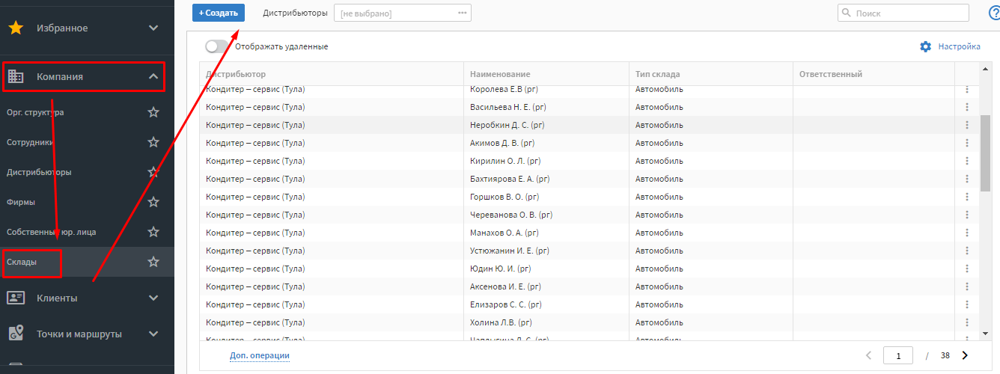 Избранное
Компания
Орг. структура
Сотрудники
Дистрибьюторы
Фирмы
Собственные юр. лица
Склады
Клиенты
Точки и маршруты
+ Создать Дистрибьюторы [не выбрано] ••• Поиск ?
Отображать удаленные Настройка
Дистрибьютор Наименование Тип склада Ответственный
Кондитер – сервис (Тула) Королева Е.В (рг) Автомобиль
Кондитер – сервис (Тула) Васильева Н. Е. (рг) Автомобиль
Кондитер – сервис (Тула) Неробкин Д. С. (рг) Автомобиль
Кондитер – сервис (Тула) Акимов Д. В. (рг) Автомобиль
Кондитер – сервис (Тула) Кирилин О. Л. (рг) Автомобиль
Кондитер – сервис (Тула) Бахтиярова Е. А. (рг) Автомобиль
Кондитер – сервис (Тула) Горшков В. О. (рг) Автомобиль
Кондитер – сервис (Тула) Череванова О. В. (рг) Автомобиль
Кондитер – сервис (Тула) Манахов О. А. (рг) Автомобиль
Кондитер – сервис (Тула) Устюжанин И. Е. (рг) Автомобиль
Кондитер – сервис (Тула) Юдин Ю. И. (рг) Автомобиль
Кондитер – сервис (Тула) Аксенова И. Е. (рг) Автомобиль
Кондитер – сервис (Тула) Елизаров С. С. (рг) Автомобиль
Кондитер – сервис (Тула) Холина Л.В. (рг) Автомобиль
Кондитер – сервис (Тула) Чаплыгина Л. С. (рг) Автомобиль
Доп. операции 1 / 38